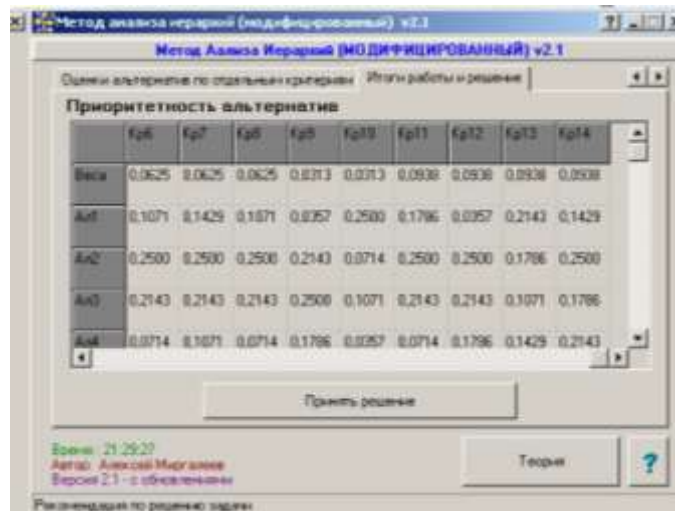 Метод анализа иерархий (модифицированный) v2.1
Метод Анализа Иерархий (МОДИФИЦИРОВАННЫЙ) v2.1
Оценки альтернатив по отдельным критериям Итоги работы и решение
Приоритетность альтернатив
Кр6 Кр7 Кр8 Кр9 Кр10 Кр11 Кр12 Кр13 Кр14
Веса 0,0625 0,0625 0,0625 0,0313 0,0313 0,0938 0,0938 0,0938 0,0938
Ал1 0,1071 0,1429 0,1071 0,0357 0,2500 0,1786 0,0357 0,2143 0,1429
Ал2 0,2500 0,2500 0,2500 0,2143 0,0714 0,2500 0,2500 0,1786 0,2500
Ал3 0,2143 0,2143 0,2143 0,2500 0,1071 0,2143 0,2143 0,1071 0,1786
Ал4 0,0714 0,1071 0,0714 0,1786 0,0357 0,0714 0,1786 0,1429 0,2143
Принять решение
Время: 21:29:27
Автор: Алексей
Версия 2.1 - с обновлениями
Теория
?
Рекомендация по решению задачи